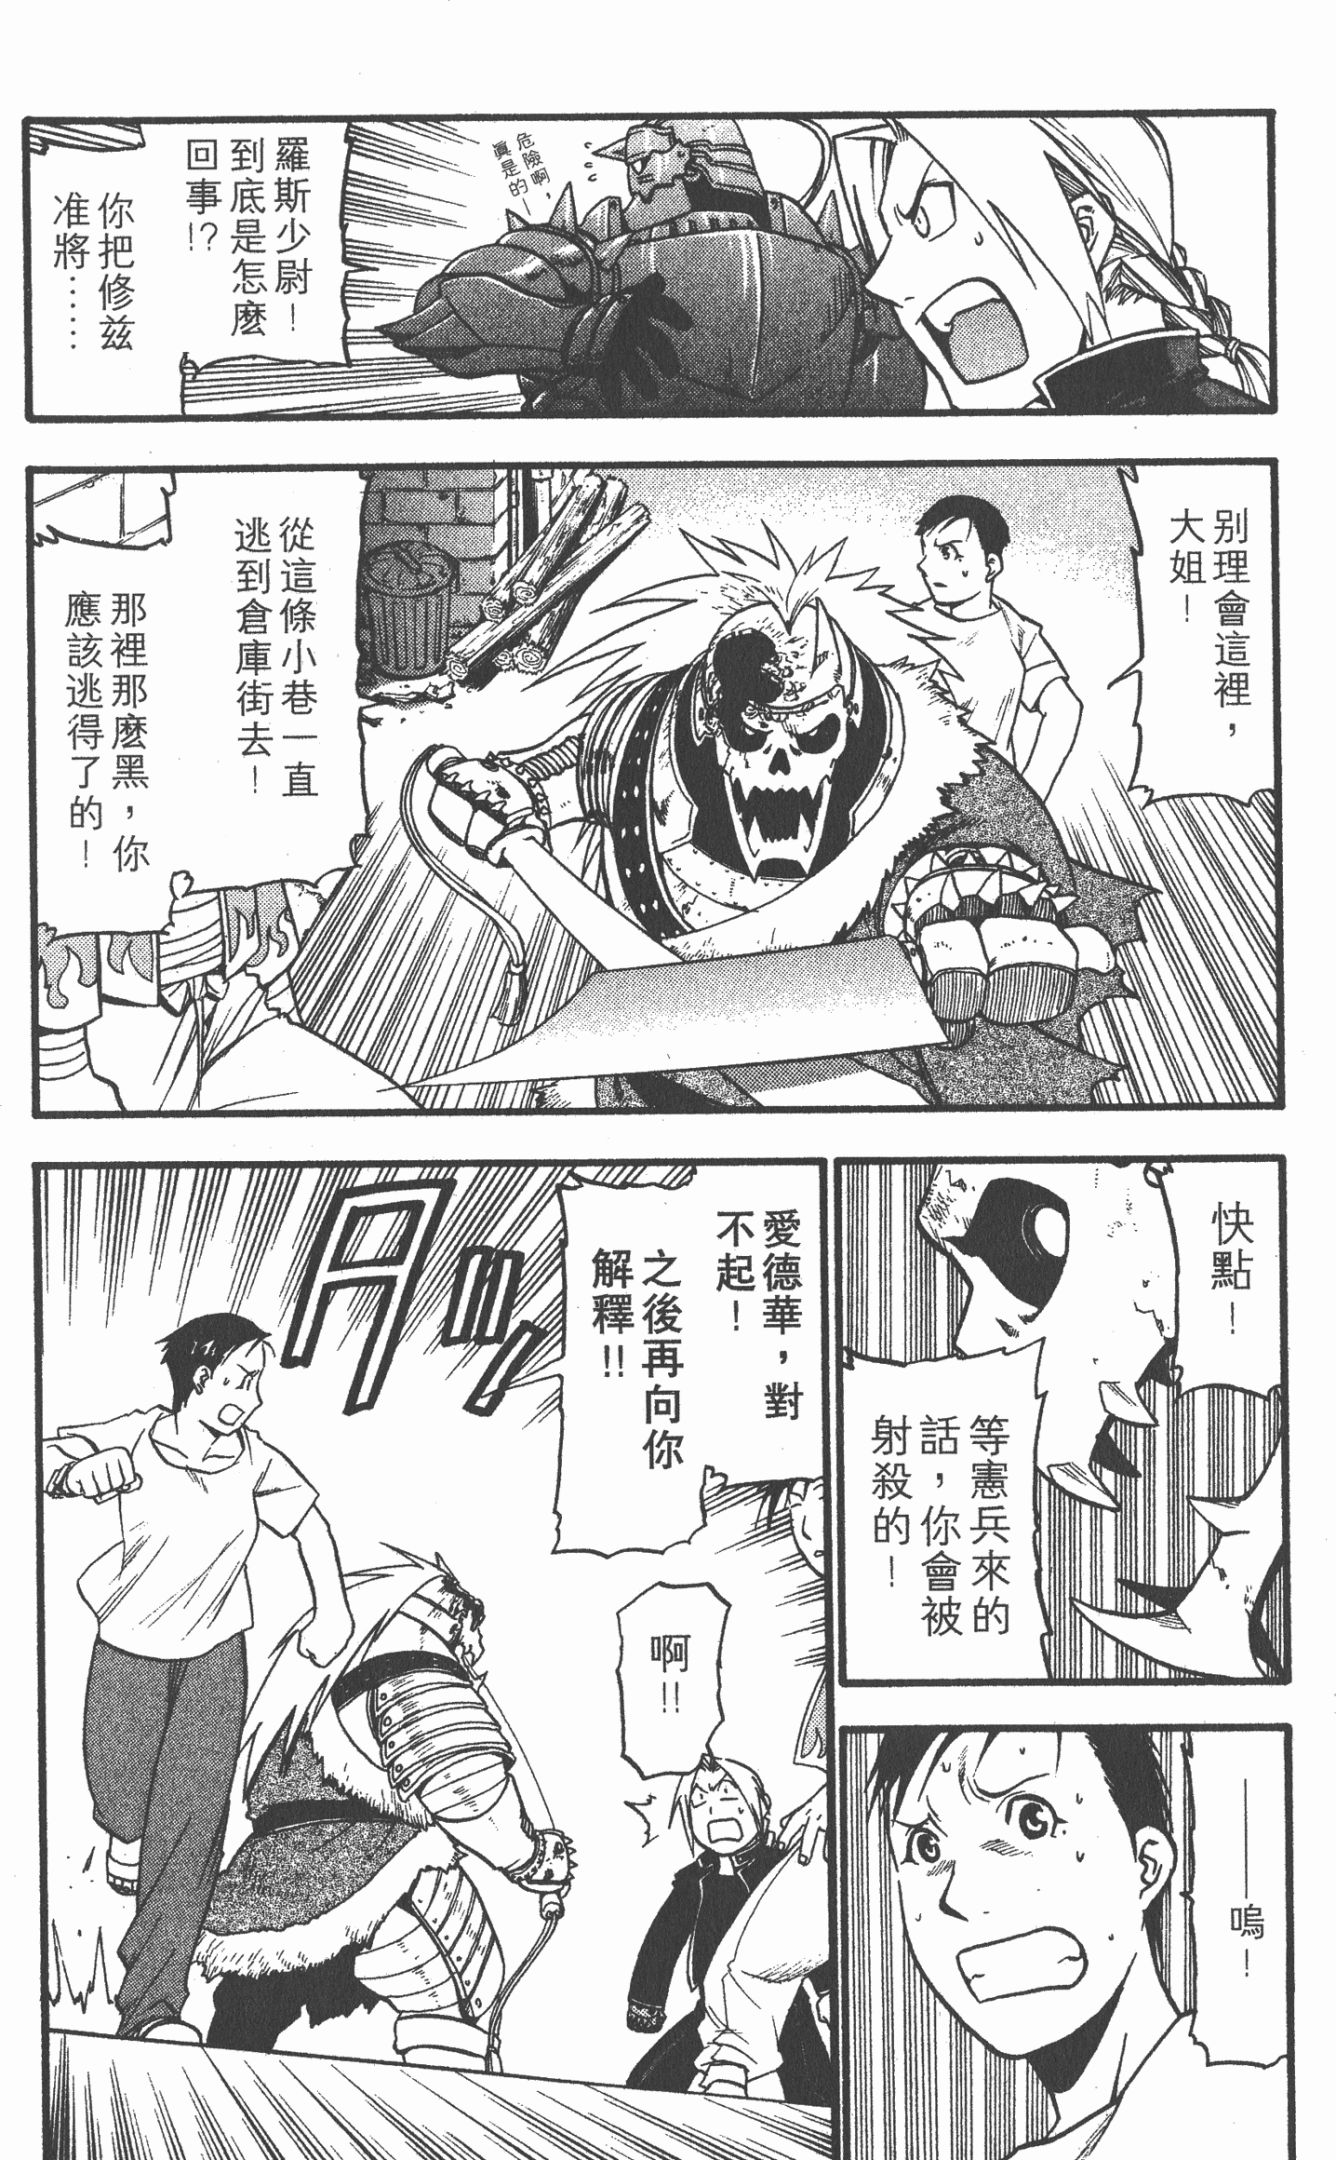 危險啊，
真是的—
羅斯少尉！
到底是怎麼
回事!?
你把修茲
准將……
別理會這裡，
大姐！
從這條小巷一直
逃到倉庫街去！
那裡那麼黑，你
應該逃得了的！
快點！
等憲兵來的
話，你會被
射殺的！
——嗚！
愛德華，對
不起！
之後再向你
解釋!!
啊!!